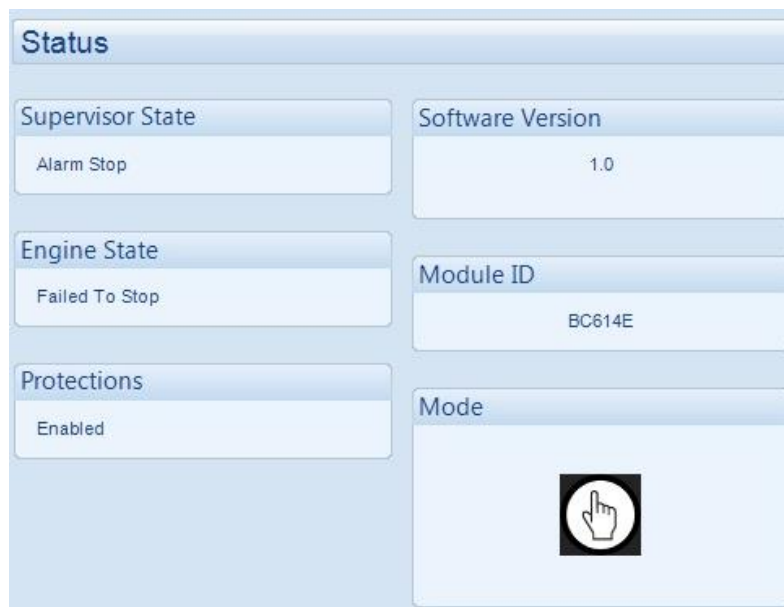 Status
Supervisor State
Alarm Stop
Engine State
Failed To Stop
Protections
Enabled
Software Version
1.0
Module ID
BC614E
Mode